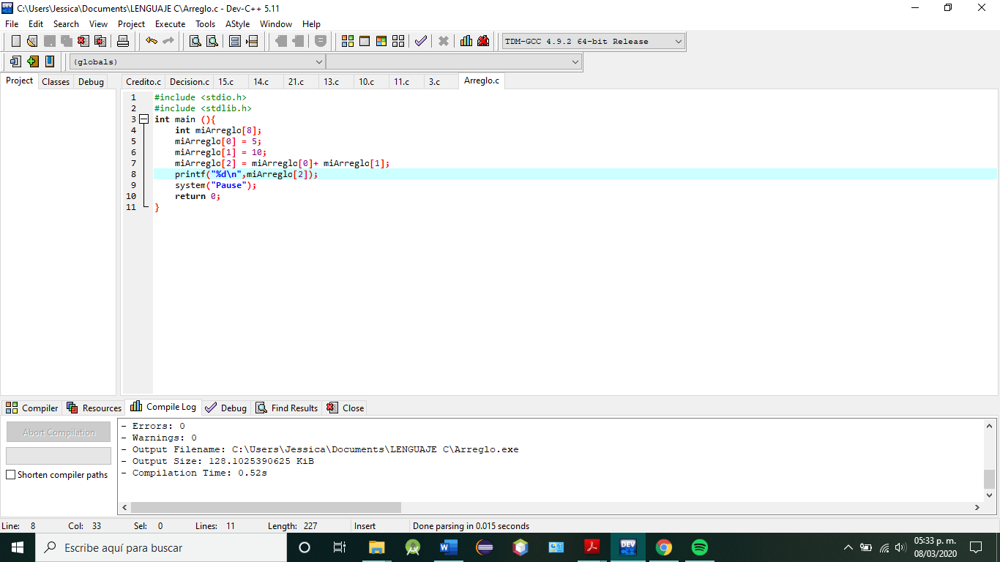 C:\Users\Jessica\Documents\LENGUAJE C\Arreglo.c - Dev-C++ 5.11
File Edit Search View Project Execute Tools AStyle Window Help
TDM-GCC 4.9.2 64-bit Release
(globals)
Project Classes Debug
Credito.c Decision.c 15.c 14.c 21.c 13.c 10.c 11.c 3.c Arreglo.c
1 #include <stdio.h>
2 #include <stdlib.h>
3 int main (){
4 int miArreglo[8];
5 miArreglo[0] = 5;
6 miArreglo[1] = 10;
7 miArreglo[2] = miArreglo[0]+ miArreglo[1];
8 printf("%d\n",miArreglo[2]);
9 system("Pause");
10 return 0;
11 }
Compiler Resources Compile Log Debug Find Results Close
Abort Compilation
Shorten compiler paths
- Errors: 0
- Warnings: 0
- Output Filename: C:\Users\Jessica\Documents\LENGUAJE C\Arreglo.exe
- Output Size: 128.1025390625 KiB
- Compilation Time: 0.52s
Line: 8 Col: 33 Sel: 0 Lines: 11 Length: 227 Insert Done parsing in 0.015 seconds
Escribe aquí para buscar
W
DEV
05:33 p. m.
08/03/2020